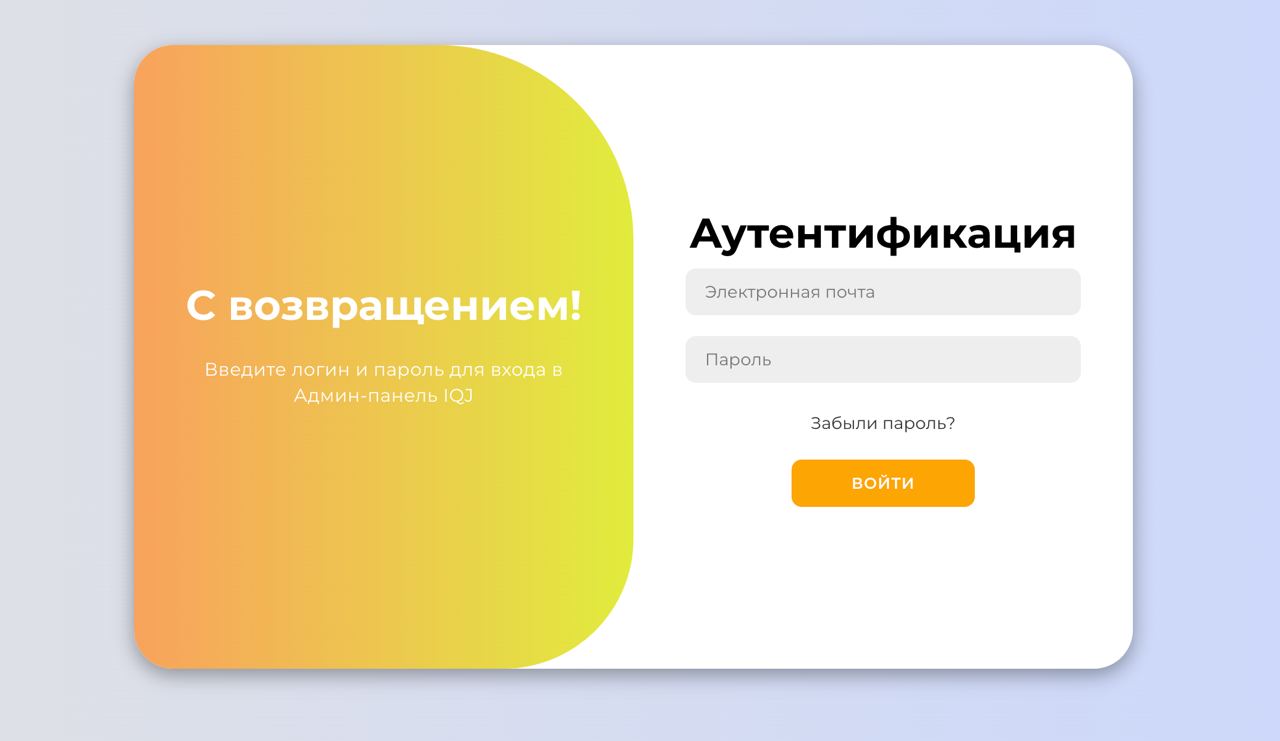 С возвращением!
Введите логин и пароль для входа в
Админ-панель IQJ
Аутентификация
Электронная почта
Пароль
Забыли пароль?
ВОЙТИ